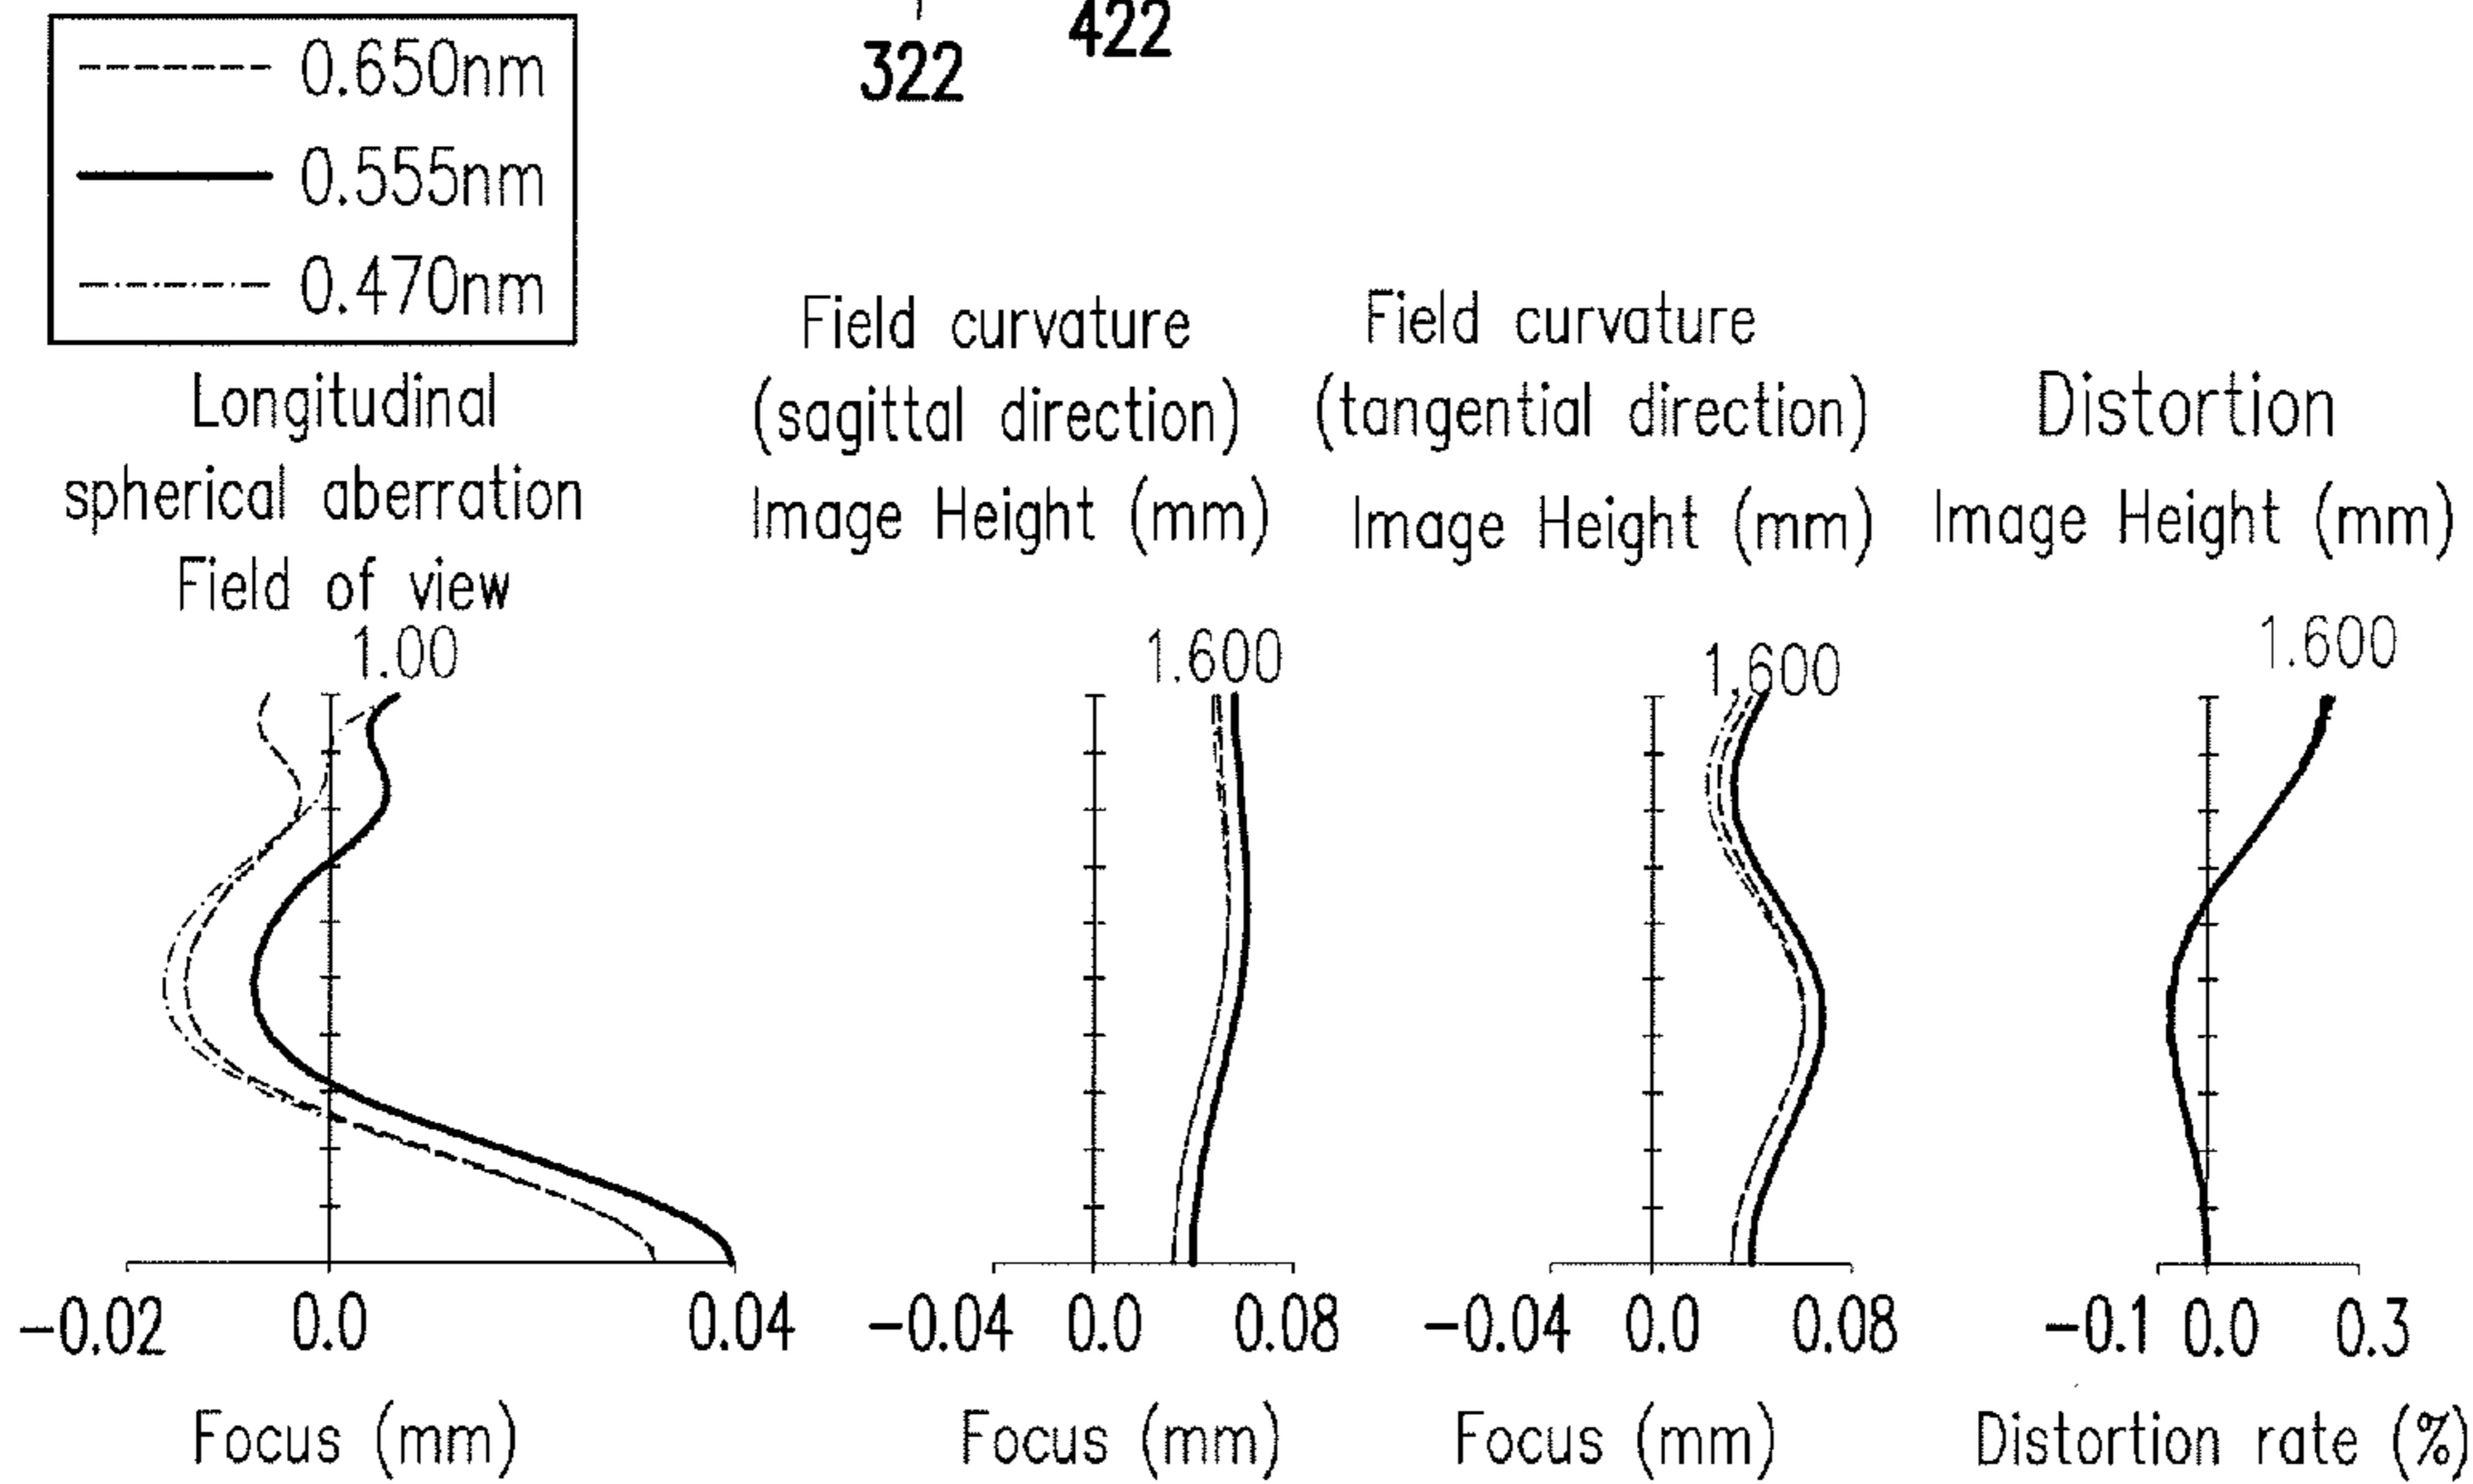 422
322
0.650nm
0.555nm
0.470nm
Longitudinal
spherical aberration
Field of view
1.00
-0.02 0.0 0.04
Focus (mm)
Field curvature
(sagittal direction)
Image Height (mm)
1.600
-0.04 0.0 0.08
Focus (mm)
Field curvature
(tangential direction)
Image Height (mm)
1.600
-0.04 0.0 0.08
Focus (mm)
Distortion
Image Height (mm)
1.600
-0.1 0.0 0.3
Distortion rate (%)